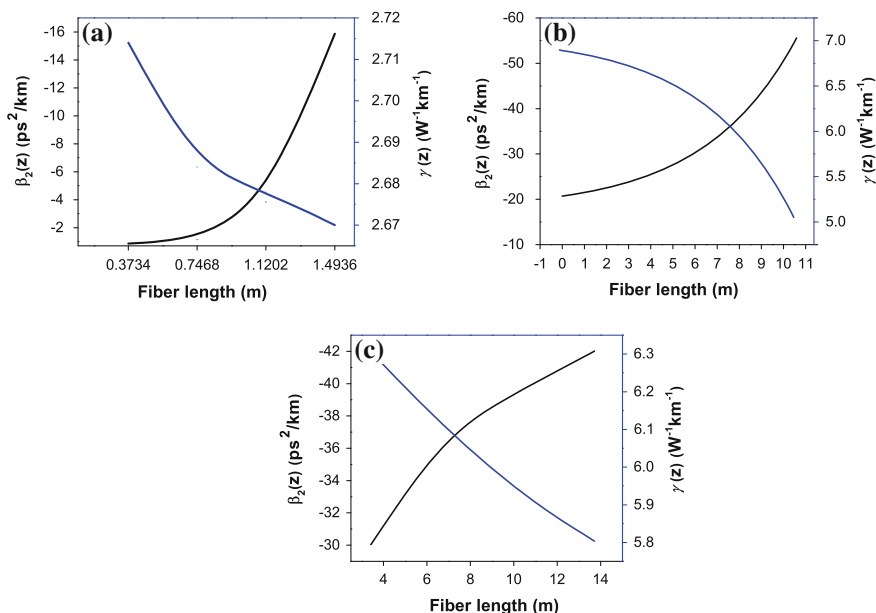 (a)
-16
-14
-12
-10
-8
-6
-4
-2
β₂(z) (ps²/km)
2.72
2.71
2.70
2.69
2.68
2.67
γ (z) (W⁻¹km⁻¹)
0.3734 0.7468 1.1202 1.4936
Fiber length (m)
(b)
-60
-50
-40
-30
-20
-10
β₂(z) (ps²/km)
7.0
6.5
6.0
5.5
5.0
γ (z) (W⁻¹km⁻¹)
-1 0 1 2 3 4 5 6 7 8 9 10 11
Fiber length (m)
(c)
-42
-40
-38
-36
-34
-32
-30
β₂(z) (ps²/km)
6.3
6.2
6.1
6.0
5.9
5.8
γ (z) (W⁻¹km⁻¹)
4 6 8 10 12 14
Fiber length (m)